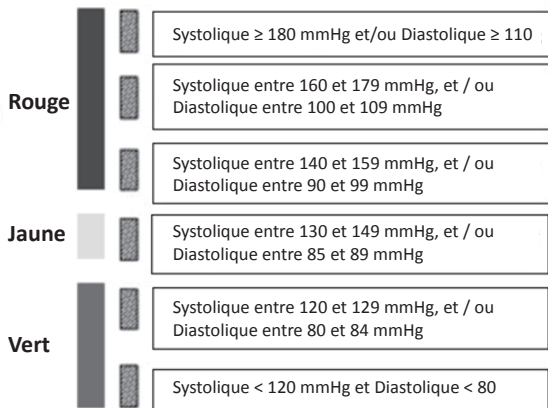 Systolique ≥ 180 mmHg et/ou Diastolique ≥ 110
Rouge
Systolique entre 160 et 179 mmHg, et / ou
Diastolique entre 100 et 109 mmHg
Systolique entre 140 et 159 mmHg, et / ou
Diastolique entre 90 et 99 mmHg
Jaune
Systolique entre 130 et 149 mmHg, et / ou
Diastolique entre 85 et 89 mmHg
Vert
Systolique entre 120 et 129 mmHg, et / ou
Diastolique entre 80 et 84 mmHg
Systolique < 120 mmHg et Diastolique < 80